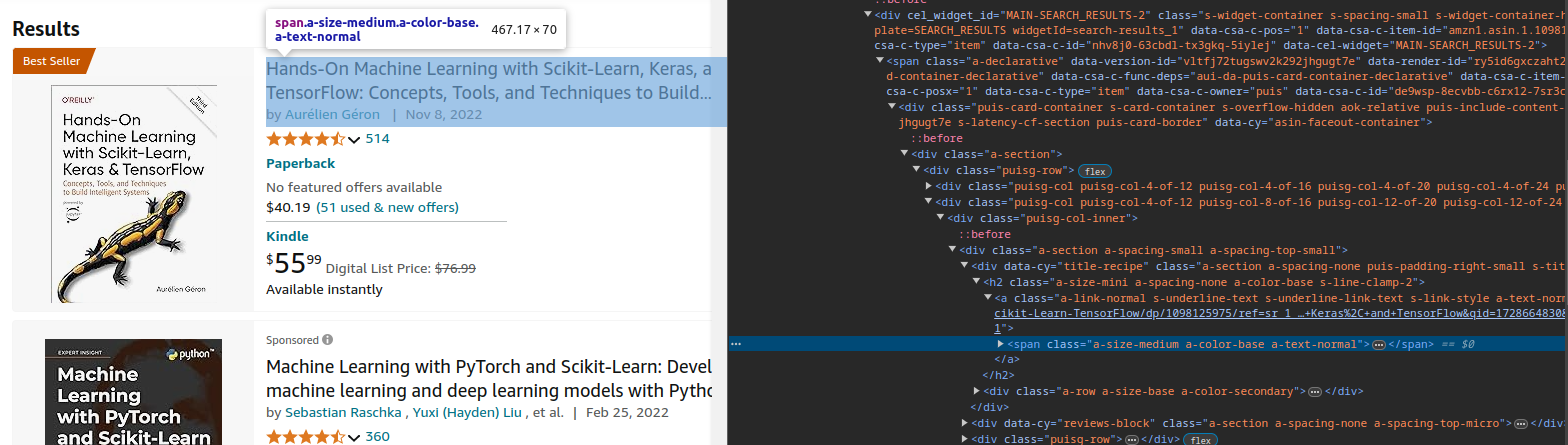 Results
span.a-size-medium.a-color-base.
a-text-normal
467.17 × 70
Best Seller
O'REILLY®
Third
Edition
Hands-On
Machine Learning
with Scikit-Learn,
Keras & TensorFlow
Concepts, Tools, and Techniques
to Build Intelligent Systems
powered by
jupyter
Aurélien Géron
Hands-On Machine Learning with Scikit-Learn, Keras, a
TensorFlow: Concepts, Tools, and Techniques to Build...
by Aurélien Géron | Nov 8, 2022
514
Paperback
No featured offers available
$40.19 (51 used & new offers)
Kindle
$55 99 Digital List Price: $76.99
Available instantly
EXPERT INSIGHT
python™
Machine
Learning
with PyTorch
and Scikit-Learn
Sponsored
Machine Learning with PyTorch and Scikit-Learn: Devel
machine learning and deep learning models with Pytho
by Sebastian Raschka , Yuxi (Hayden) Liu , et al. | Feb 25, 2022
360
::before
<div cel_widget_id="MAIN-SEARCH_RESULTS-2" class="s-widget-container s-spacing-small s-widget-container-h
plate=SEARCH_RESULTS widgetId=search-results_1" data-csa-c-pos="1" data-csa-c-item-id="amzn1.asin.1.10981
csa-c-type="item" data-csa-c-id="nhv8j0-63cbdl-tx3gkq-5iylej" data-cel-widget="MAIN-SEARCH_RESULTS-2">
<span class="a-declarative" data-version-id="vltfj72tugswv2k292jhgugt7e" data-render-id="ry5id6gxczaht2
d-container-declarative" data-csa-c-func-deps="aui-da-puis-card-container-declarative" data-csa-c-item-
csa-c-posx="1" data-csa-c-type="item" data-csa-c-owner="puis" data-csa-c-id="de9wsp-8ecvbb-c6rx12-7sr3c
<div class="puis-card-container s-card-container s-overflow-hidden aok-relative puis-include-content-
jhgugt7e s-latency-cf-section puis-card-border" data-cy="asin-faceout-container">
::before
<div class="a-section">
<div class="puisg-row"> flex
<div class="puisg-col puisg-col-4-of-12 puisg-col-4-of-16 puisg-col-4-of-20 puisg-col-4-of-24 pu
<div class="puisg-col puisg-col-4-of-12 puisg-col-8-of-16 puisg-col-12-of-20 puisg-col-12-of-24
<div class="puisg-col-inner">
::before
<div class="a-section a-spacing-small a-spacing-top-small">
<div data-cy="title-recipe" class="a-section a-spacing-none puis-padding-right-small s-tit
<h2 class="a-size-mini a-spacing-none a-color-base s-line-clamp-2">
<a class="a-link-normal s-underline-text s-underline-link-text s-link-style a-text-nor
cikit-Learn-TensorFlow/dp/1098125975/ref=sr_1_…+Keras%2C+and+TensorFlow&qid=1728664830&
1">
<span class="a-size-medium a-color-base a-text-normal">…</span> == $0
</a>
</h2>
<div class="a-row a-size-base a-color-secondary">…</div>
</div>
<div data-cy="reviews-block" class="a-section a-spacing-none a-spacing-top-micro">…</div
<div class="puisg-row">…</div> flex